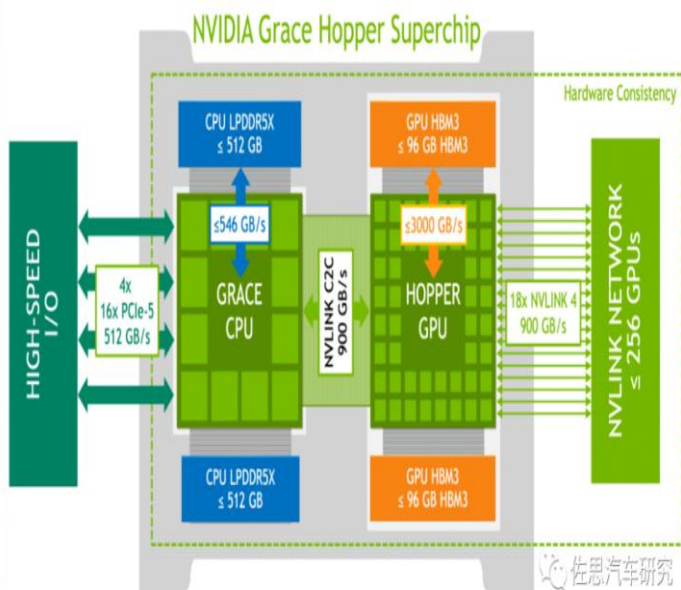 NVIDIA Grace Hopper Superchip
Hardware Consistency
CPU LPDDR5X
≤ 512 GB
GPU HBM3
≤ 96 GB HBM3
HIGH-SPEED
I/O
4x
16x PCIe-5
512 GB/s
≤546 GB/s
GRACE
CPU
NVLINK C2C
900 GB/s
≤3000 GB/s
HOPPER
GPU
18x NVLINK 4
900 GB/s
NVLINK NETWORK
≤ 256 GPUs
CPU LPDDR5X
≤ 512 GB
GPU HBM3
≤ 96 GB HBM3
佐思汽车研究